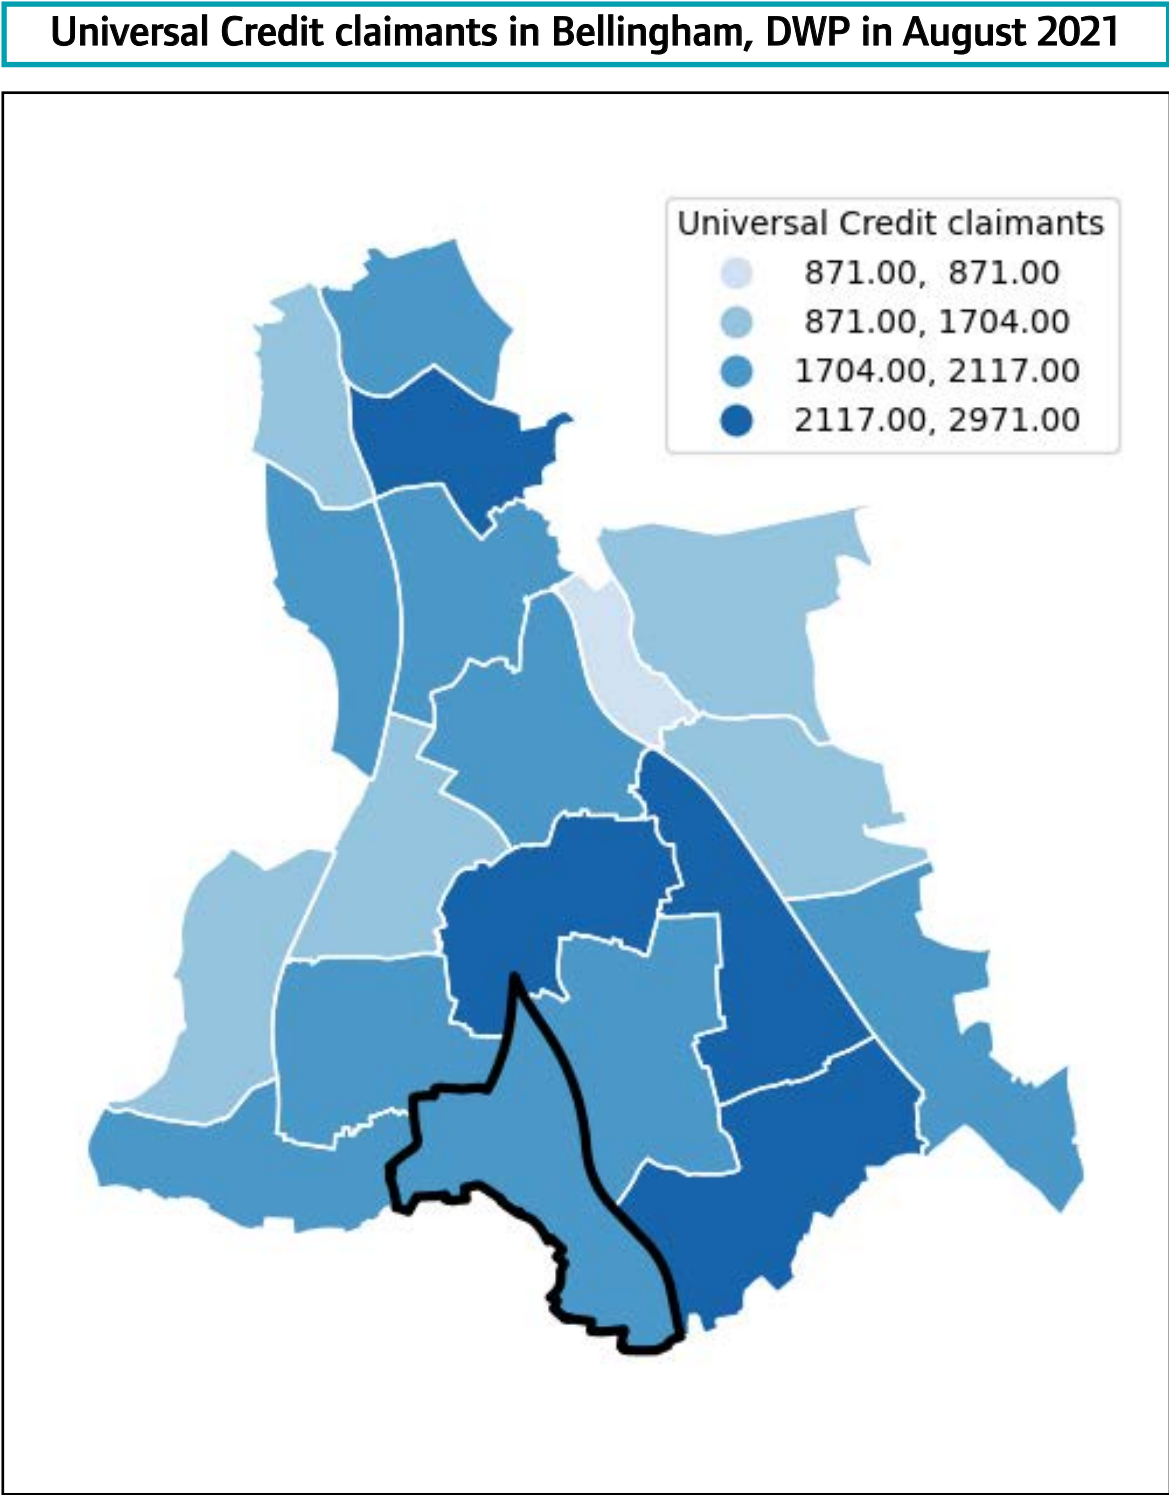 Universal Credit claimants in Bellingham, DWP in August 2021
Universal Credit claimants
871.00, 871.00
871.00, 1704.00
1704.00, 2117.00
2117.00, 2971.00